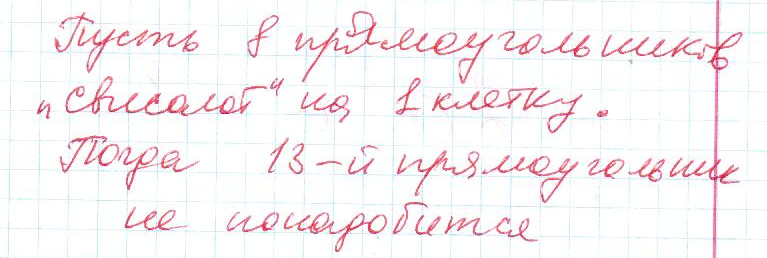 Пусть 8 прямоугольников
„свисают“ на 1 клетку.
Тогда 13-й прямоугольник
не понадобится